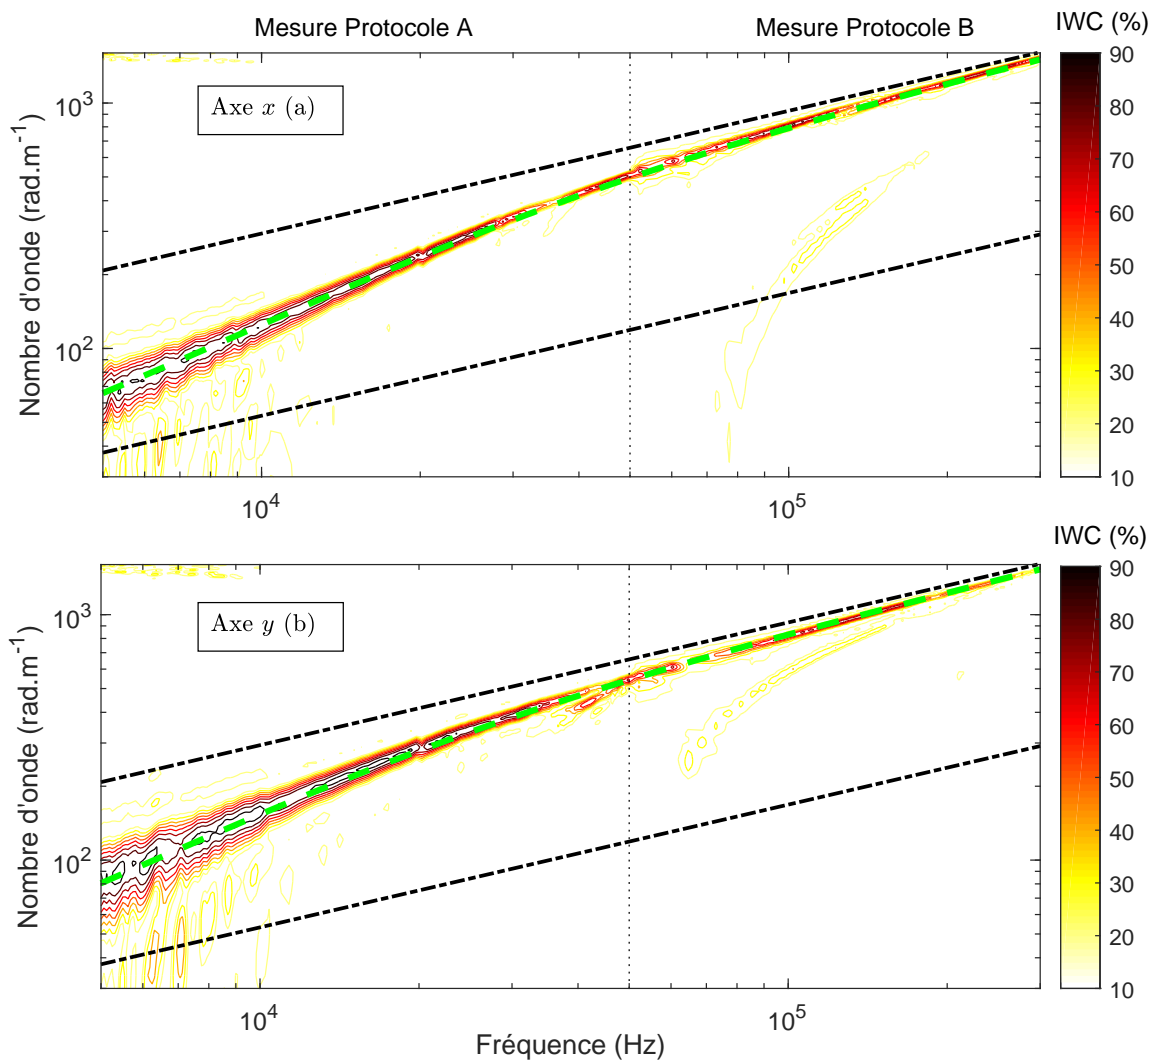 Mesure Protocole A
Mesure Protocole B
IWC (%)
Axe x (a)
Nombre d'onde (rad.m⁻¹)
10³
10²
10⁴
10⁵
90
80
70
60
50
40
30
20
10
IWC (%)
Axe y (b)
Nombre d'onde (rad.m⁻¹)
10³
10²
10⁴
10⁵
Fréquence (Hz)
90
80
70
60
50
40
30
20
10